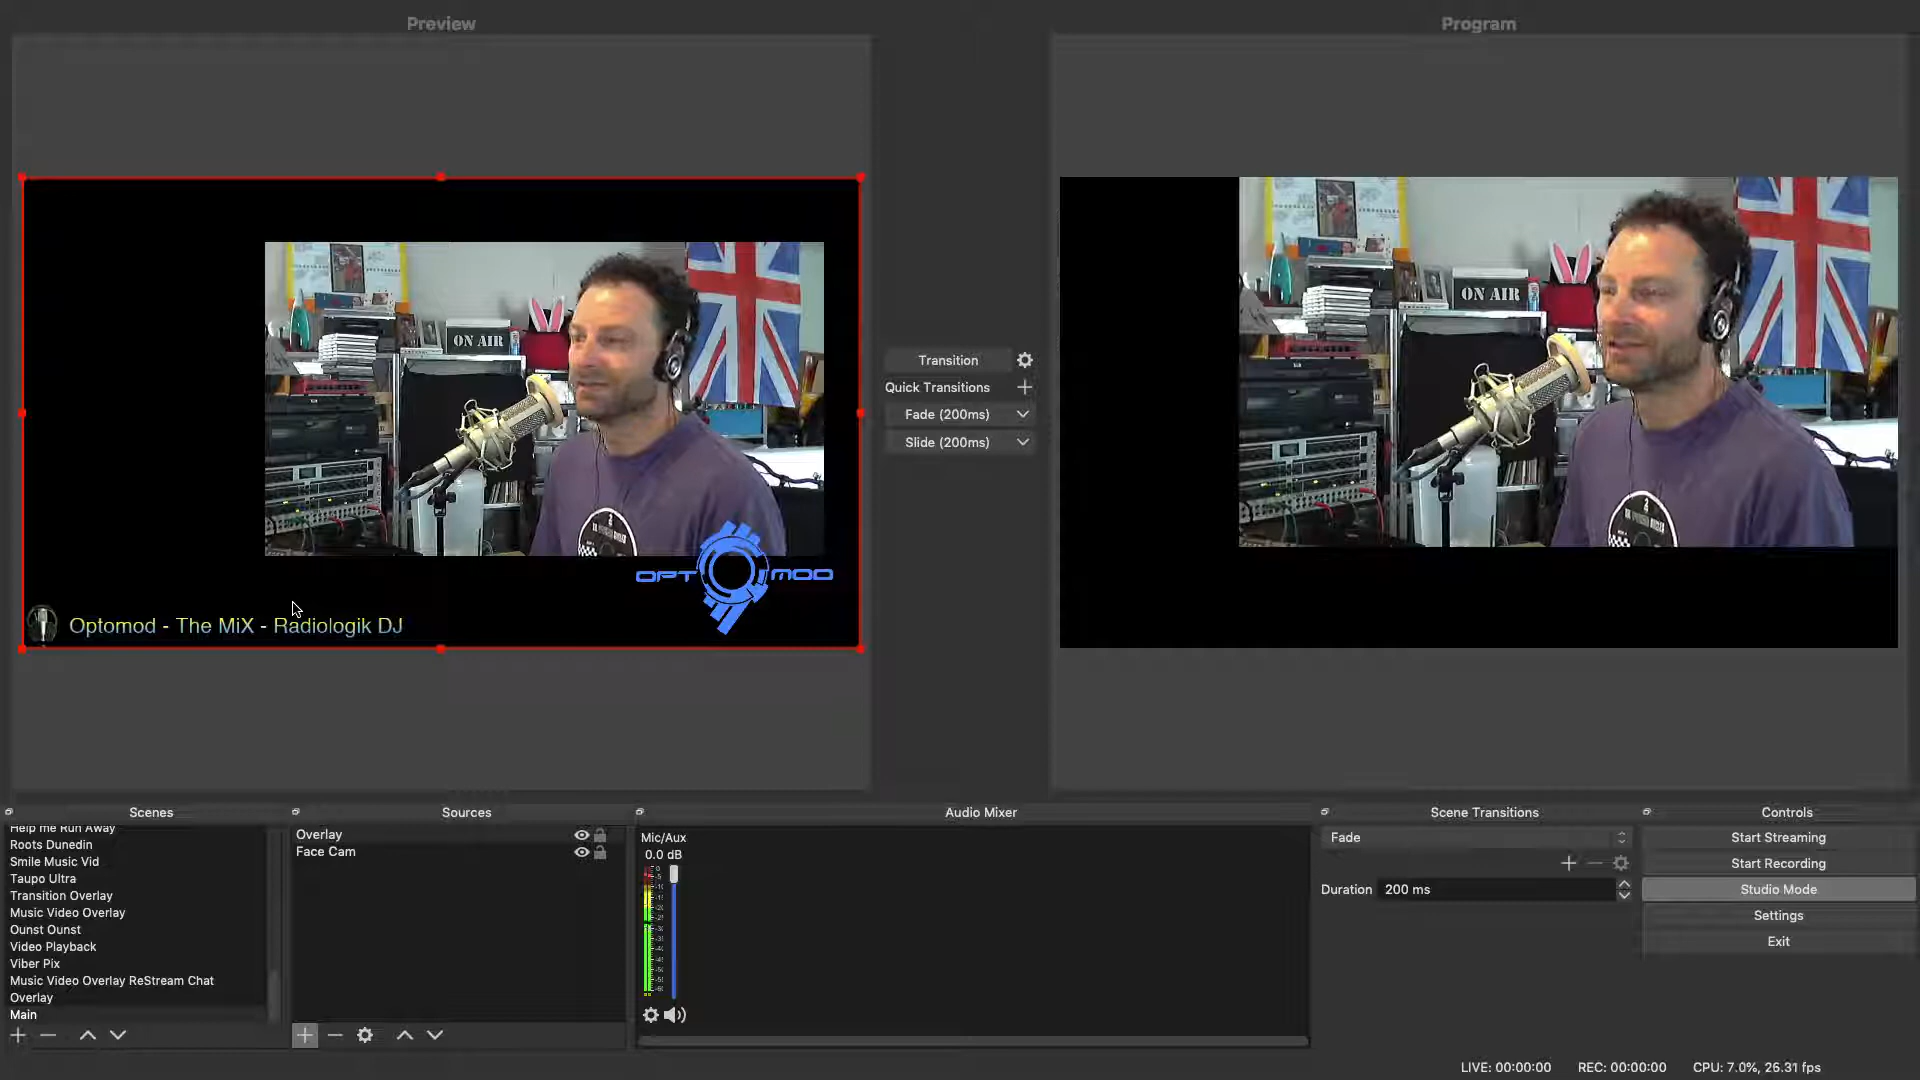 Preview
Program
ON AIR
OPT MOD
Optomod - The MiX - Radiologik DJ
ON AIR
Transition
Quick Transitions
Fade (200ms)
Slide (200ms)
Scenes
Help me Run Away
Roots Dunedin
Smile Music Vid
Taupo Ultra
Transition Overlay
Music Video Overlay
Ounst Ounst
Video Playback
Viber Pix
Music Video Overlay ReStream Chat
Overlay
Main
Sources
Overlay
Face Cam
Audio Mixer
Mic/Aux
0.0 dB
Scene Transitions
Fade
Duration 200 ms
Controls
Start Streaming
Start Recording
Studio Mode
Settings
Exit
LIVE: 00:00:00 REC: 00:00:00 CPU: 7.0%, 25.31 fps